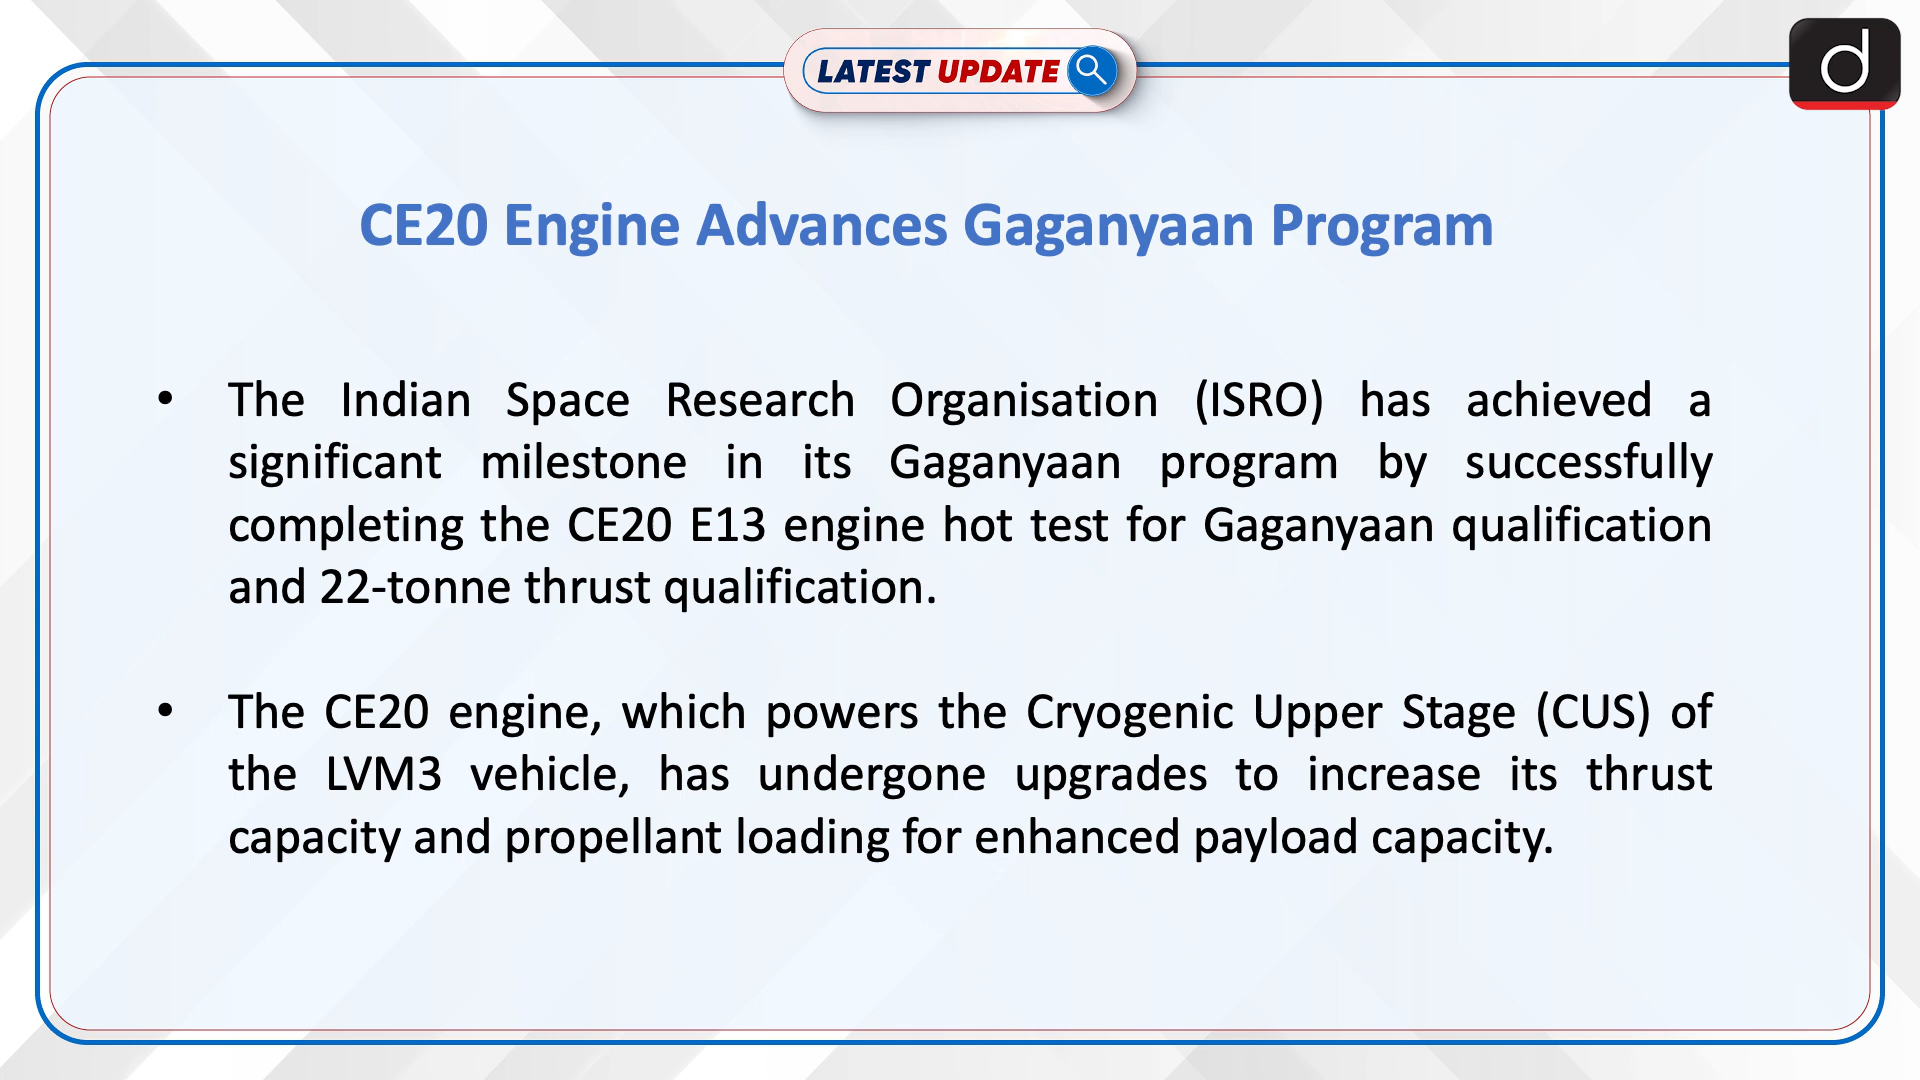 LATEST UPDATE
d
CE20 Engine Advances Gaganyaan Program
• The Indian Space Research Organisation (ISRO) has achieved a
significant milestone in its Gaganyaan program by successfully
completing the CE20 E13 engine hot test for Gaganyaan qualification
and 22-tonne thrust qualification.
• The CE20 engine, which powers the Cryogenic Upper Stage (CUS) of
the LVM3 vehicle, has undergone upgrades to increase its thrust
capacity and propellant loading for enhanced payload capacity.